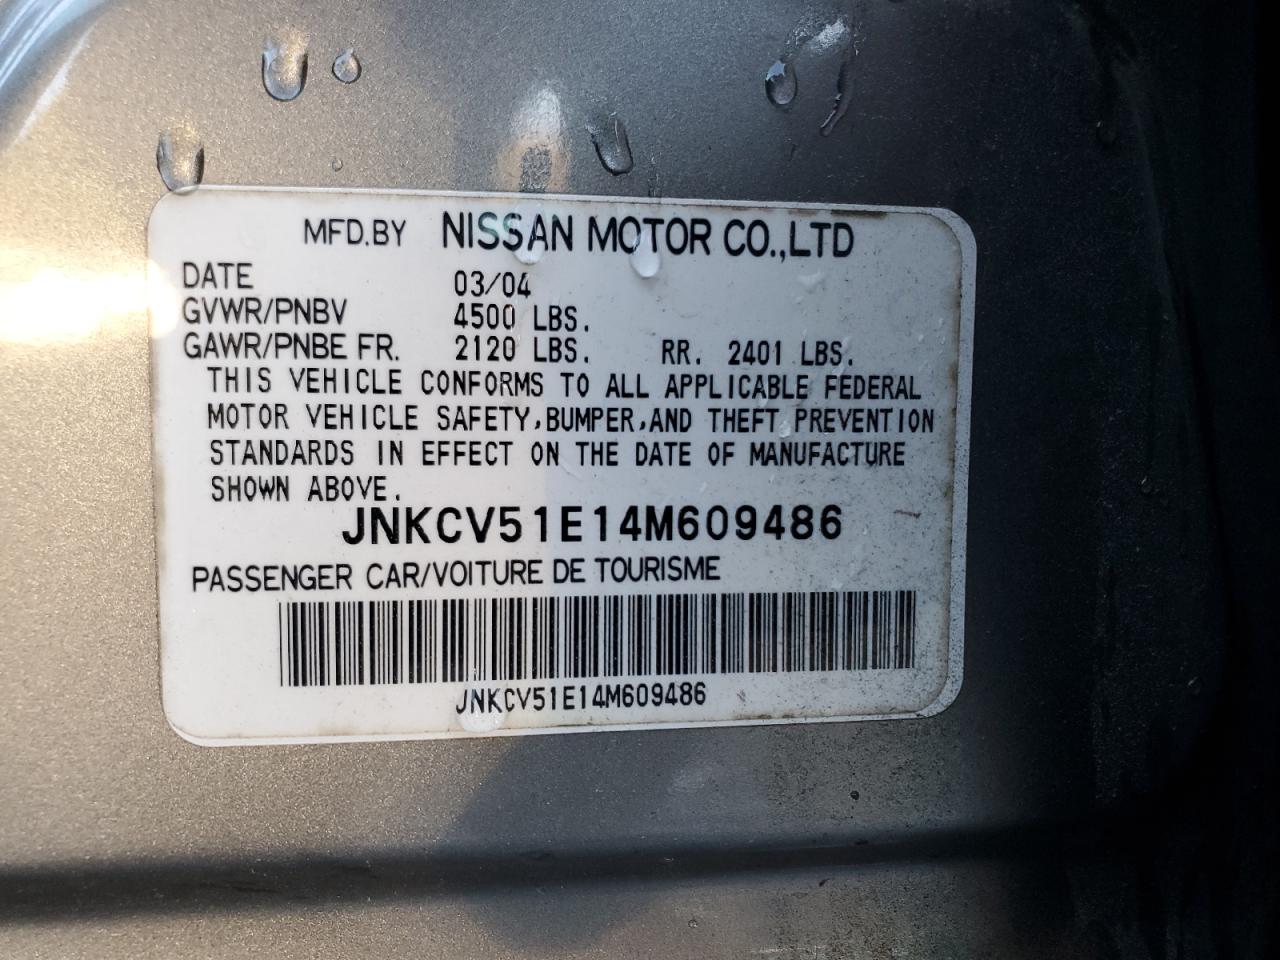 MFD.BY NISSAN MOTOR CO.,LTD
DATE 03/04
GVWR/PNBV 4500 LBS.
GAWR/PNBE FR. 2120 LBS. RR. 2401 LBS.
THIS VEHICLE CONFORMS TO ALL APPLICABLE FEDERAL
MOTOR VEHICLE SAFETY,BUMPER,AND THEFT PREVENTION
STANDARDS IN EFFECT ON THE DATE OF MANUFACTURE
SHOWN ABOVE.
JNKCV51E14M609486
PASSENGER CAR/VOITURE DE TOURISME
JNKCV51E14M609486